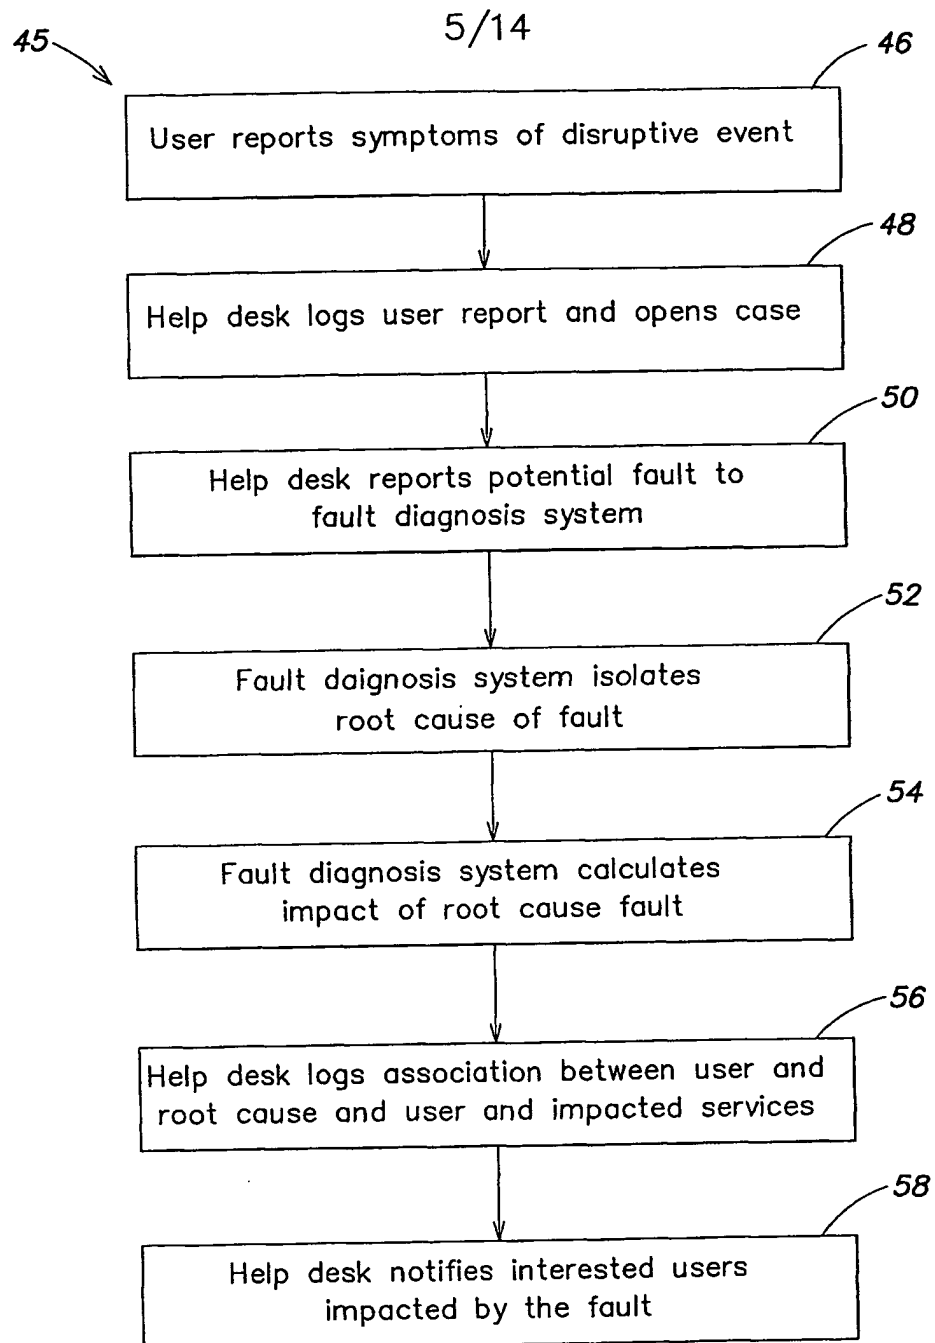 5/14
45
46
User reports symptoms of disruptive event
48
Help desk logs user report and opens case
50
Help desk reports potential fault to
fault diagnosis system
52
Fault daignosis system isolates
root cause of fault
54
Fault diagnosis system calculates
impact of root cause fault
56
Help desk logs association between user and
root cause and user and impacted services
58
Help desk notifies interested users
impacted by the fault